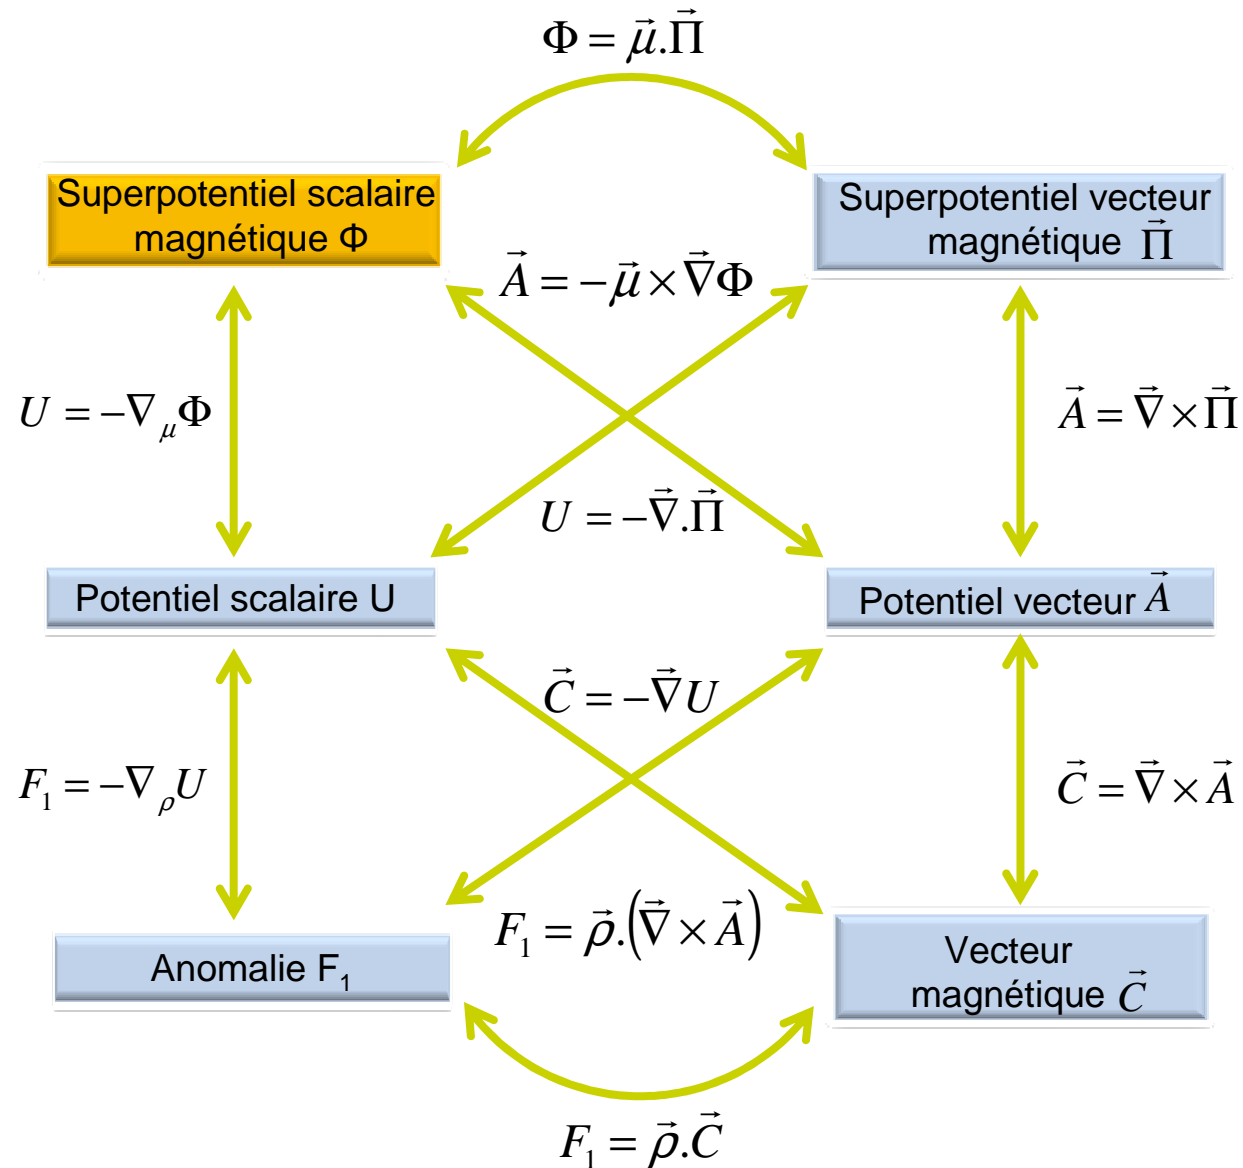 Φ = μ⃗.Π⃗
Superpotentiel scalaire
magnétique Φ
Superpotentiel vecteur
magnétique Π⃗
A⃗ = −μ⃗ × ∇⃗Φ
U = −∇μΦ
A⃗ = ∇⃗ × Π⃗
U = −∇⃗.Π⃗
Potentiel scalaire U
Potentiel vecteur A⃗
C⃗ = −∇⃗U
F₁ = −∇ρU
C⃗ = ∇⃗ × A⃗
F₁ = ρ⃗.(∇⃗ × A⃗)
Anomalie F₁
Vecteur
magnétique C⃗
F₁ = ρ⃗.C⃗